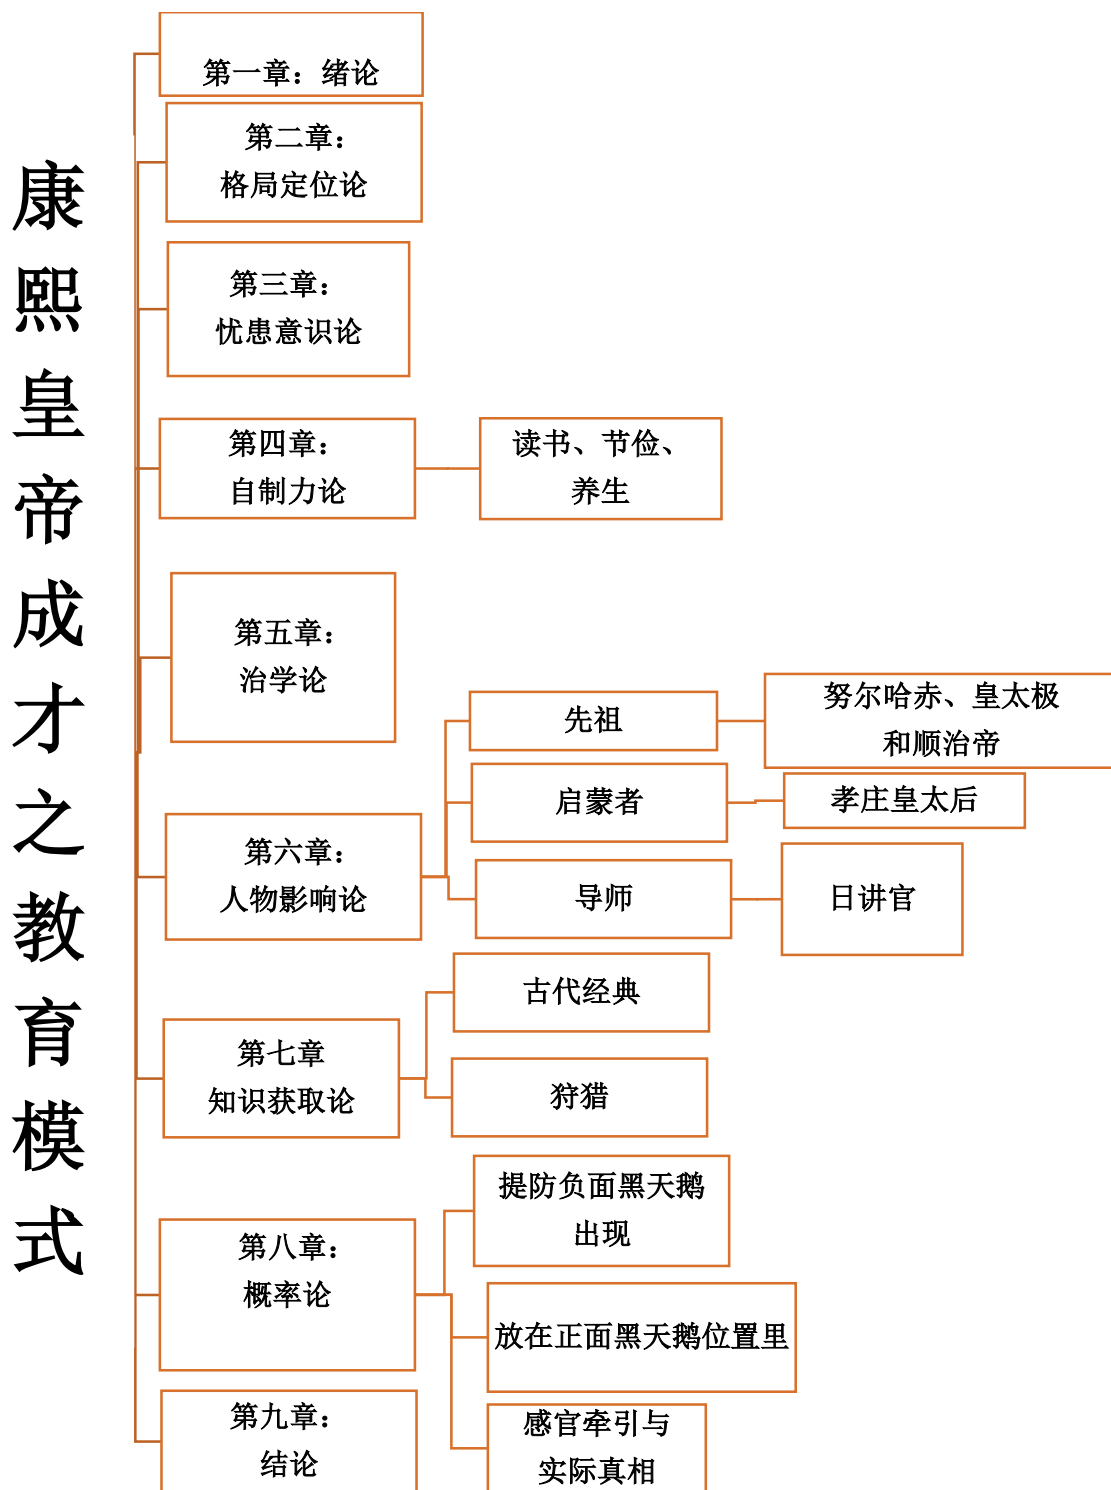 康熙皇帝成才之教育模式
第一章：绪论
第二章：
格局定位论
第三章：
忧患意识论
第四章：
自制力论
读书、节俭、
养生
第五章：
治学论
第六章：
人物影响论
先祖
努尔哈赤、皇太极
和顺治帝
启蒙者
孝庄皇太后
导师
日讲官
第七章
知识获取论
古代经典
狩猎
第八章：
概率论
提防负面黑天鹅
出现
放在正面黑天鹅位置里
感官牵引与
实际真相
第九章：
结论